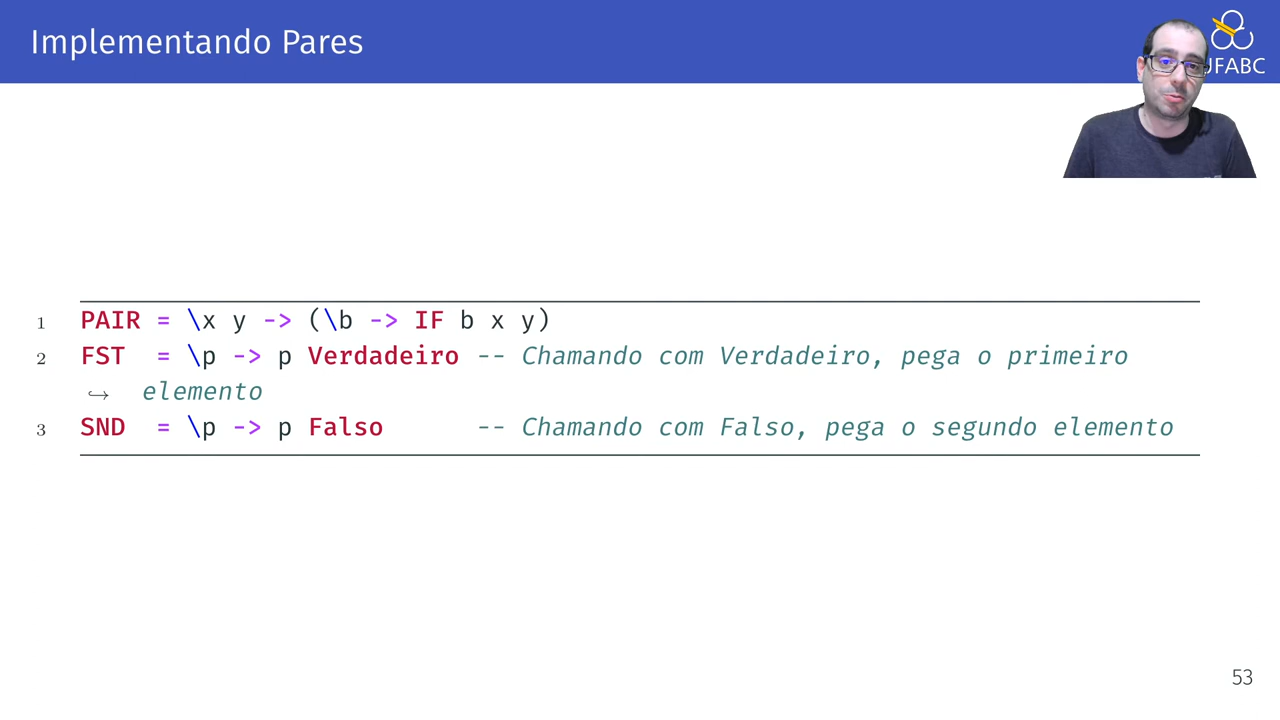 Implementando Pares
UFABC
1 PAIR = \x y -> (\b -> IF b x y)
2 FST = \p -> p Verdadeiro -- Chamando com Verdadeiro, pega o primeiro
↪ elemento
3 SND = \p -> p Falso -- Chamando com Falso, pega o segundo elemento
53